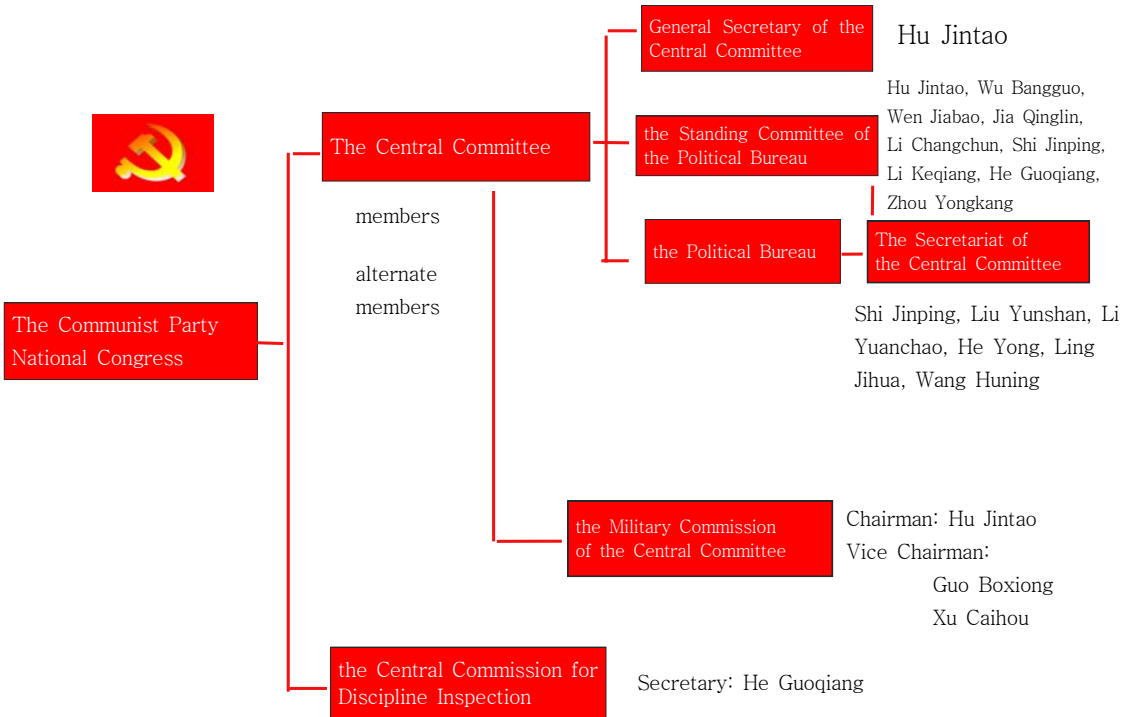 General Secretary of the
Central Committee
Hu Jintao
Hu Jintao, Wu Bangguo,
Wen Jiabao, Jia Qinglin,
Li Changchun, Shi Jinping,
Li Keqiang, He Guoqiang,
Zhou Yongkang
The Central Committee
the Standing Committee of
the Political Bureau
members
alternate
members
the Political Bureau
The Secretariat of
the Central Committee
The Communist Party
National Congress
Shi Jinping, Liu Yunshan, Li
Yuanchao, He Yong, Ling
Jihua, Wang Huning
the Military Commission
of the Central Committee
Chairman: Hu Jintao
Vice Chairman:
Guo Boxiong
Xu Caihou
the Central Commission for
Discipline Inspection
Secretary: He Guoqiang